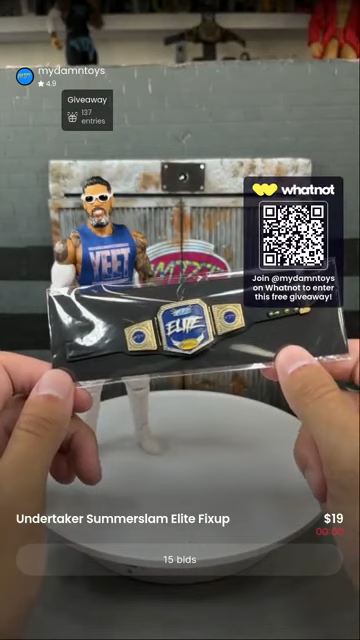 mydamntoys
★ 4.9
Giveaway
137
entries
whatnot
Join @mydamntoys
on Whatnot to enter
this free giveaway!
YEET
ELITE
Undertaker Summerslam Elite Fixup
$19
00:00
15 bids